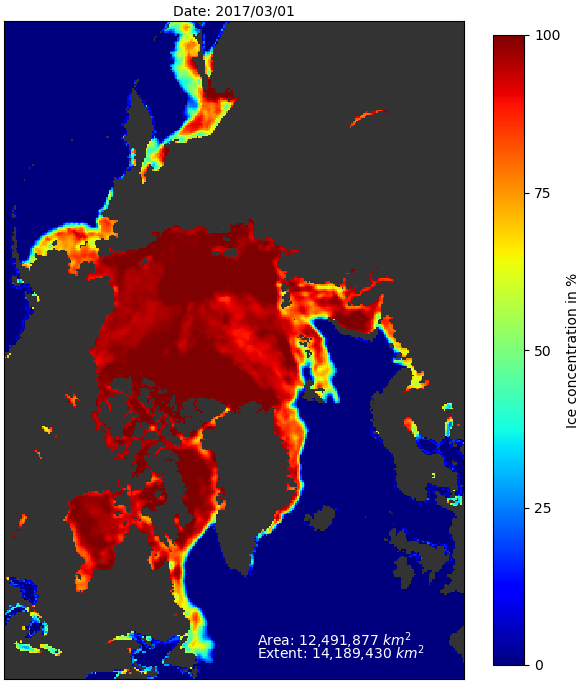 Date: 2017/03/01
100
75
50
25
0
Ice concentration in %
Area: 12,491,877 km²
Extent: 14,189,430 km²